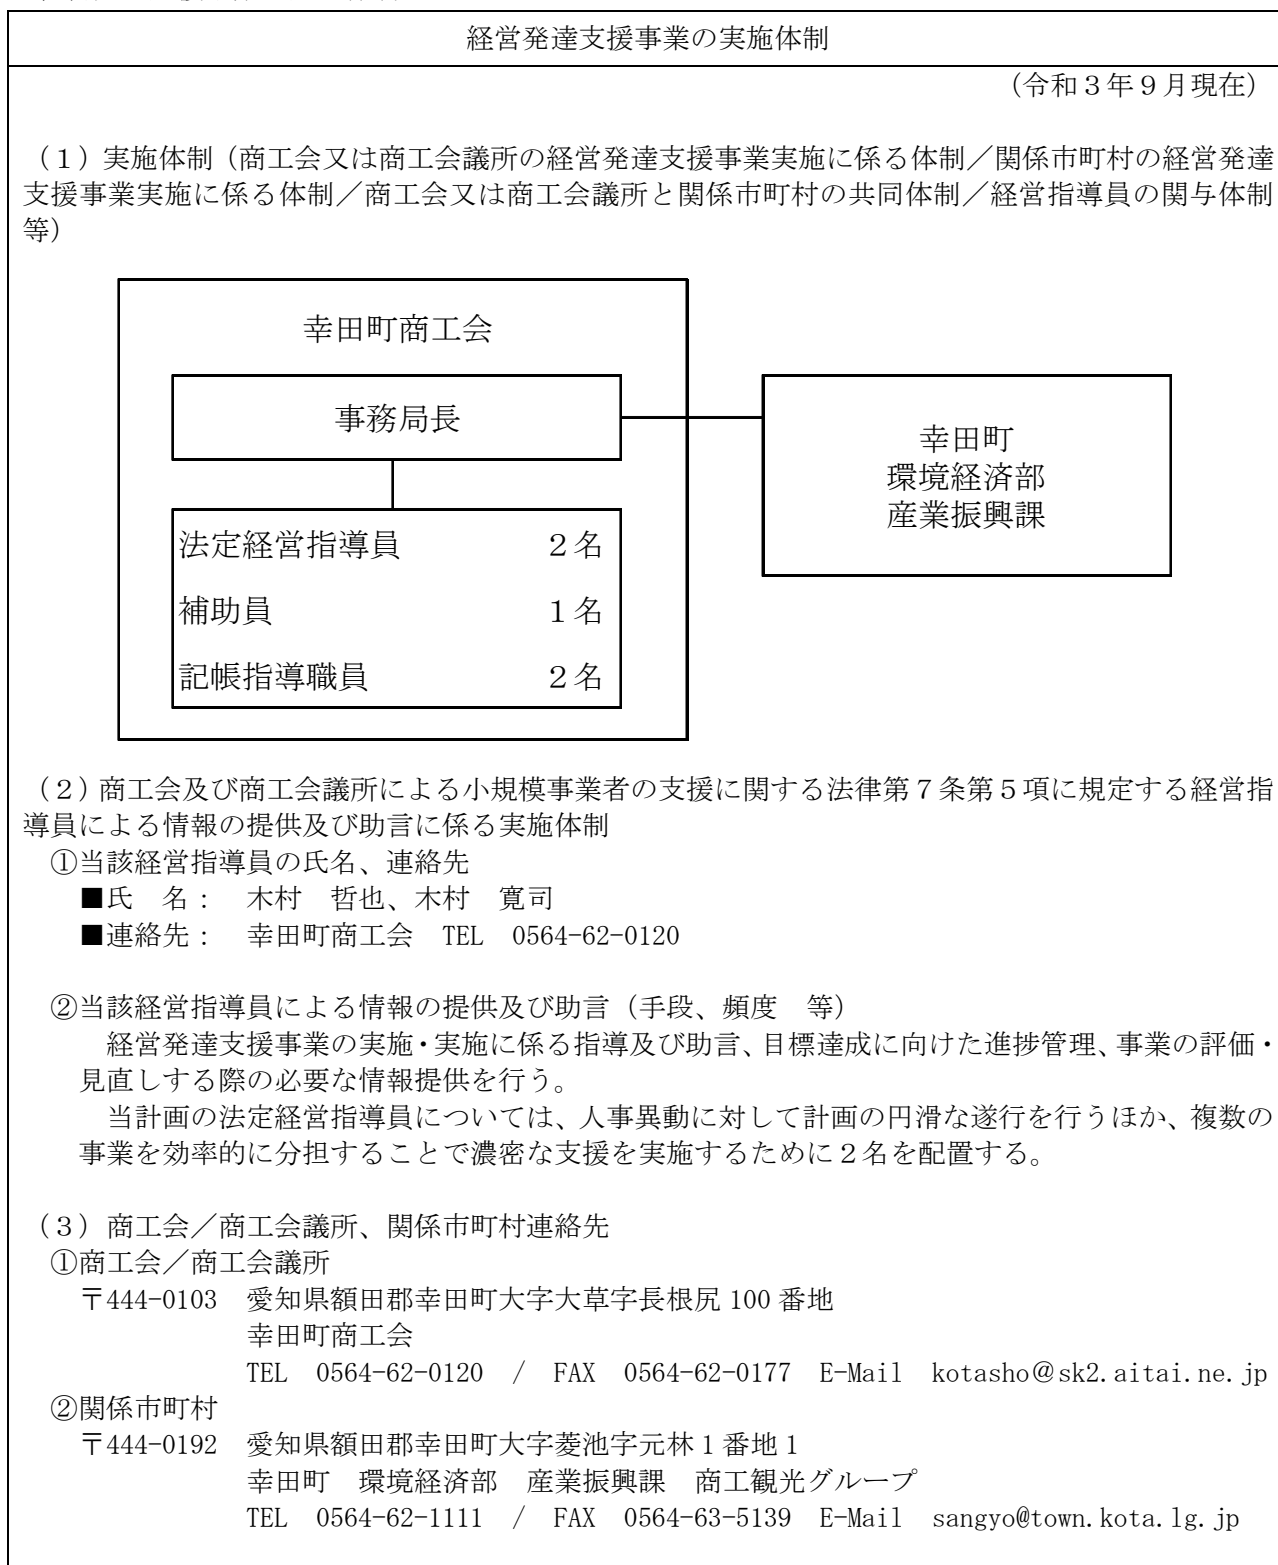 経営発達支援事業の実施体制
（令和３年９月現在）
（１）実施体制（商工会又は商工会議所の経営発達支援事業実施に係る体制／関係市町村の経営発達
支援事業実施に係る体制／商工会又は商工会議所と関係市町村の共同体制／経営指導員の関与体制
等）
幸田町商工会
事務局長
幸田町
環境経済部
産業振興課
法定経営指導員　２名
補助員　１名
記帳指導職員　２名
（２）商工会及び商工会議所による小規模事業者の支援に関する法律第７条第５項に規定する経営指
導員による情報の提供及び助言に係る実施体制
①当該経営指導員の氏名、連絡先
■氏　名：　木村　哲也、木村　寛司
■連絡先：　幸田町商工会　TEL　0564-62-0120
②当該経営指導員による情報の提供及び助言（手段、頻度　等）
経営発達支援事業の実施・実施に係る指導及び助言、目標達成に向けた進捗管理、事業の評価・
見直しする際の必要な情報提供を行う。
当計画の法定経営指導員については、人事異動に対して計画の円滑な遂行を行うほか、複数の
事業を効率的に分担することで濃密な支援を実施するために２名を配置する。
（３）商工会／商工会議所、関係市町村連絡先
①商工会／商工会議所
〒444-0103　愛知県額田郡幸田町大字大草字長根尻 100 番地
幸田町商工会
TEL　0564-62-0120　/　FAX　0564-62-0177　E-Mail　kotasho＠sk2.aitai.ne.jp
②関係市町村
〒444-0192　愛知県額田郡幸田町大字菱池字元林 1 番地 1
幸田町　環境経済部　産業振興課　商工観光グループ
TEL　0564-62-1111　/　FAX　0564-63-5139　E-Mail　sangyo@town.kota.lg.jp